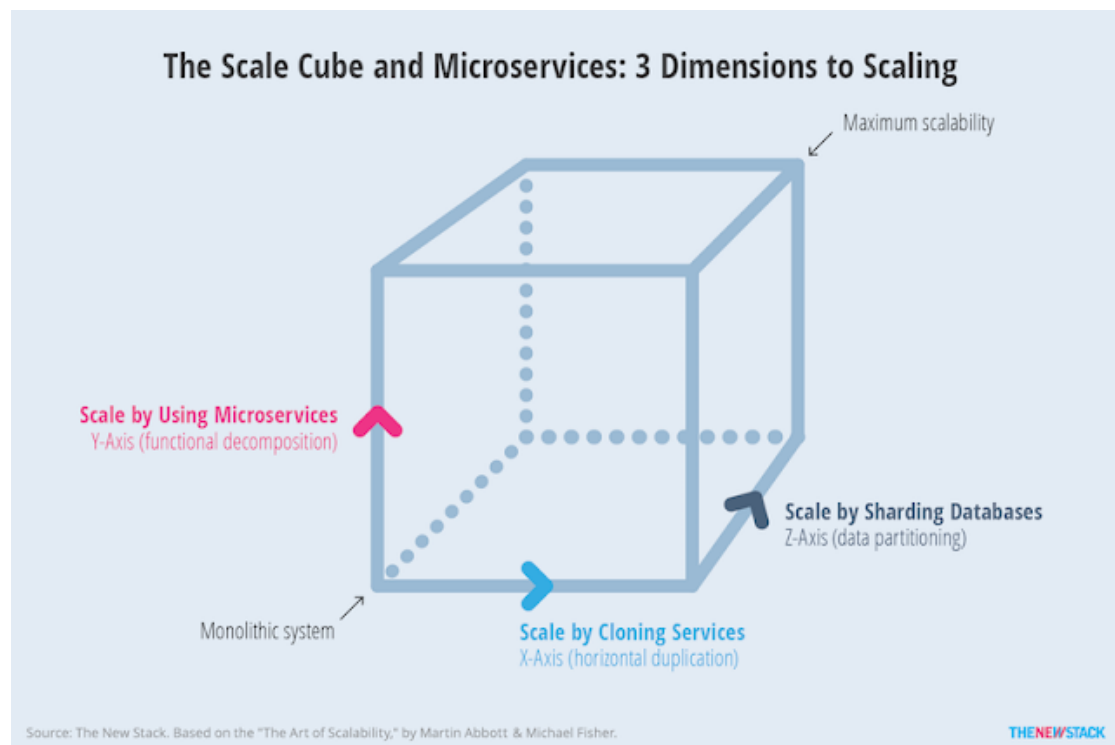 The Scale Cube and Microservices: 3 Dimensions to Scaling
Maximum scalability
Scale by Using Microservices
Y-Axis (functional decomposition)
Scale by Sharding Databases
Z-Axis (data partitioning)
Monolithic system
Scale by Cloning Services
X-Axis (horizontal duplication)
Source: The New Stack. Based on the "The Art of Scalability," by Martin Abbott & Michael Fisher.
THENEWSTACK